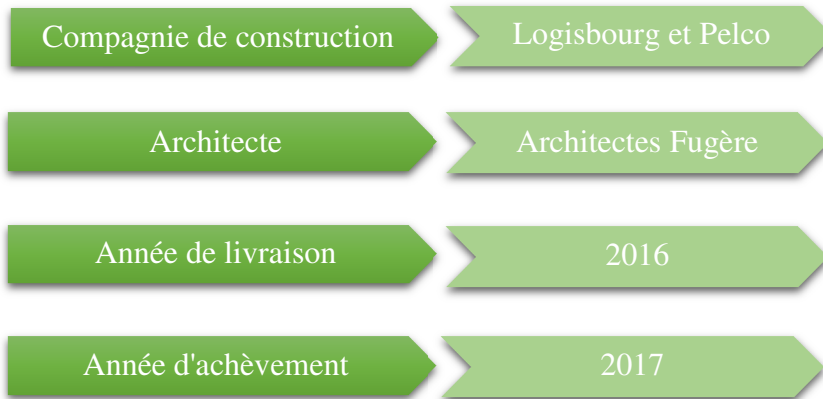 Compagnie de construction
Logisbourg et Pelco
Architecte
Architectes Fugère
Année de livraison
2016
Année d'achèvement
2017